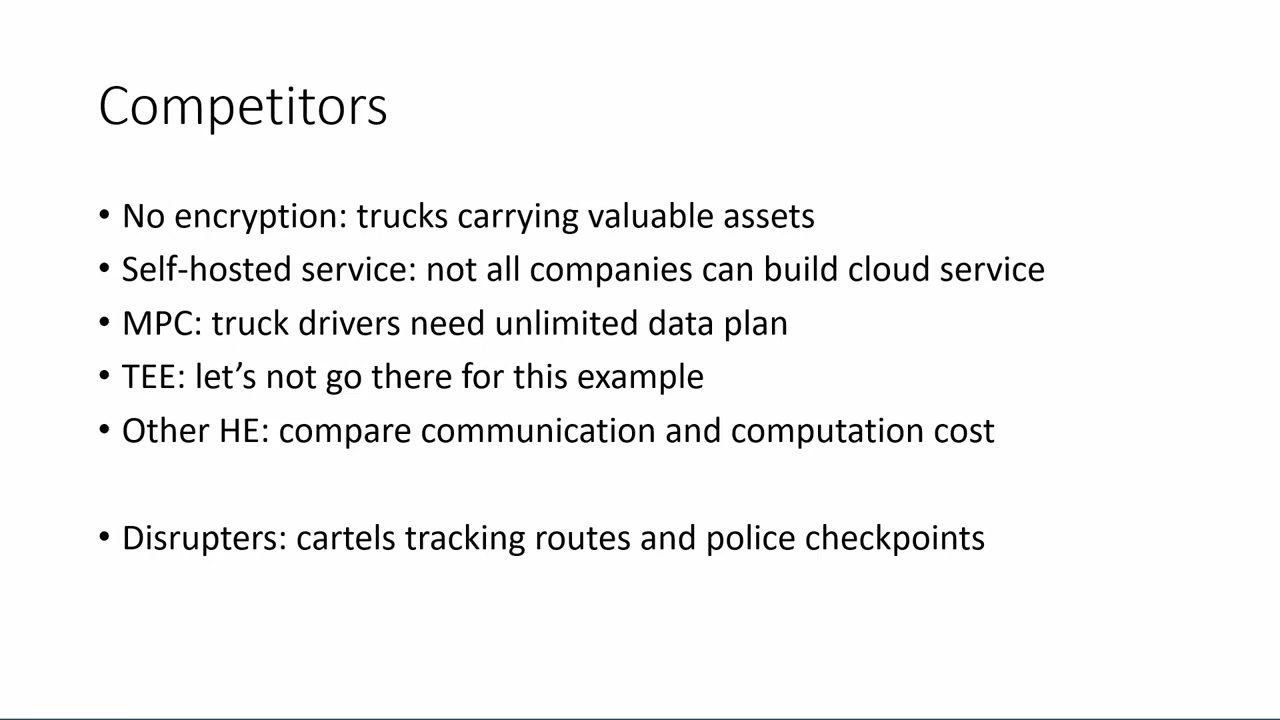 Competitors
• No encryption: trucks carrying valuable assets
• Self-hosted service: not all companies can build cloud service
• MPC: truck drivers need unlimited data plan
• TEE: let’s not go there for this example
• Other HE: compare communication and computation cost
• Disrupters: cartels tracking routes and police checkpoints